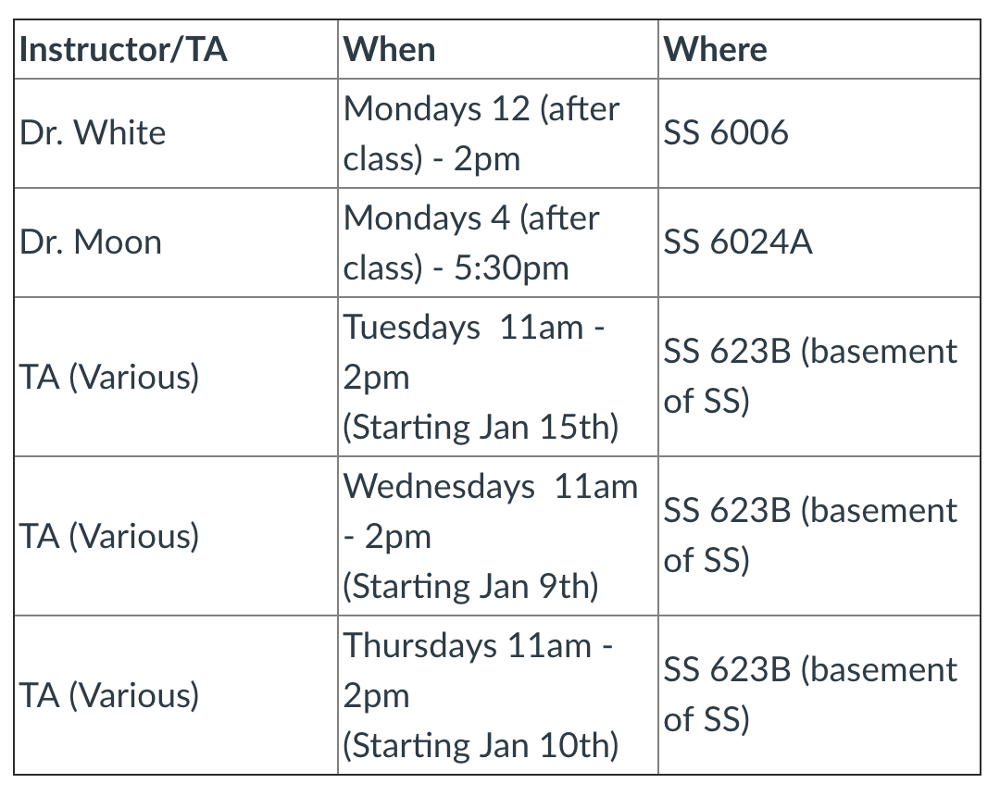 Instructor/TA When Where
Dr. White
Mondays 12 (after
class) - 2pm
SS 6006
Dr. Moon
Mondays 4 (after
class) - 5:30pm
SS 6024A
TA (Various)
Tuesdays  11am -
2pm
(Starting Jan 15th)
SS 623B (basement
of SS)
TA (Various)
Wednesdays  11am
- 2pm
(Starting Jan 9th)
SS 623B (basement
of SS)
TA (Various)
Thursdays 11am -
2pm
(Starting Jan 10th)
SS 623B (basement
of SS)